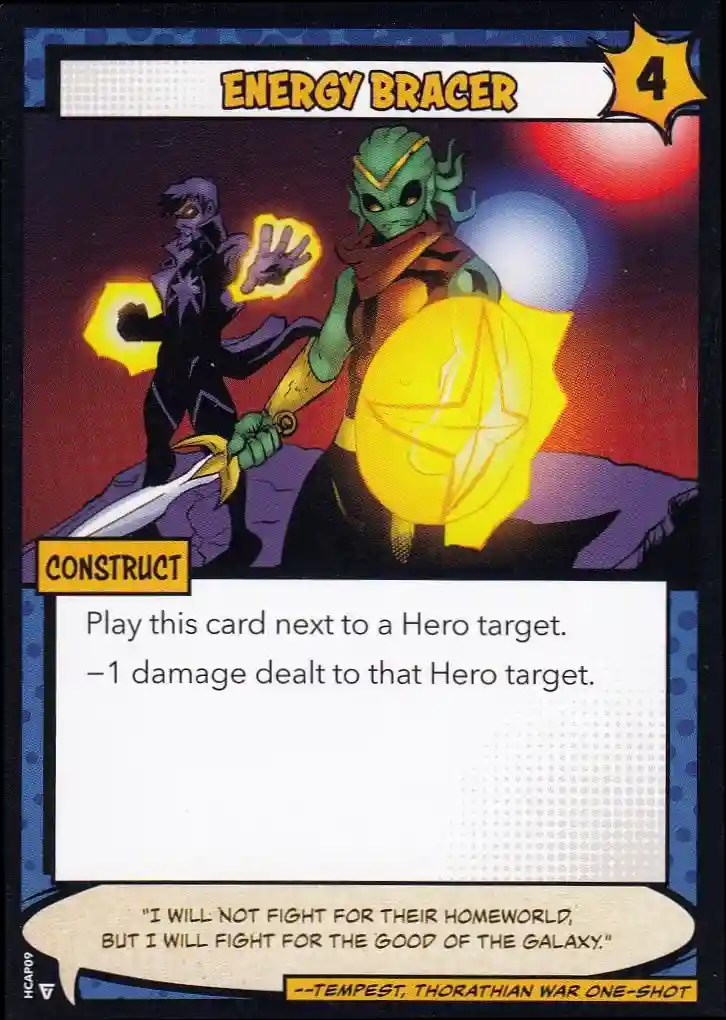 ENERGY BRACER
4
CONSTRUCT
Play this card next to a Hero target.
−1 damage dealt to that Hero target.
"I WILL NOT FIGHT FOR THEIR HOMEWORLD,
BUT I WILL FIGHT FOR THE GOOD OF THE GALAXY."
--TEMPEST, THORATHIAN WAR ONE-SHOT
HCAP09